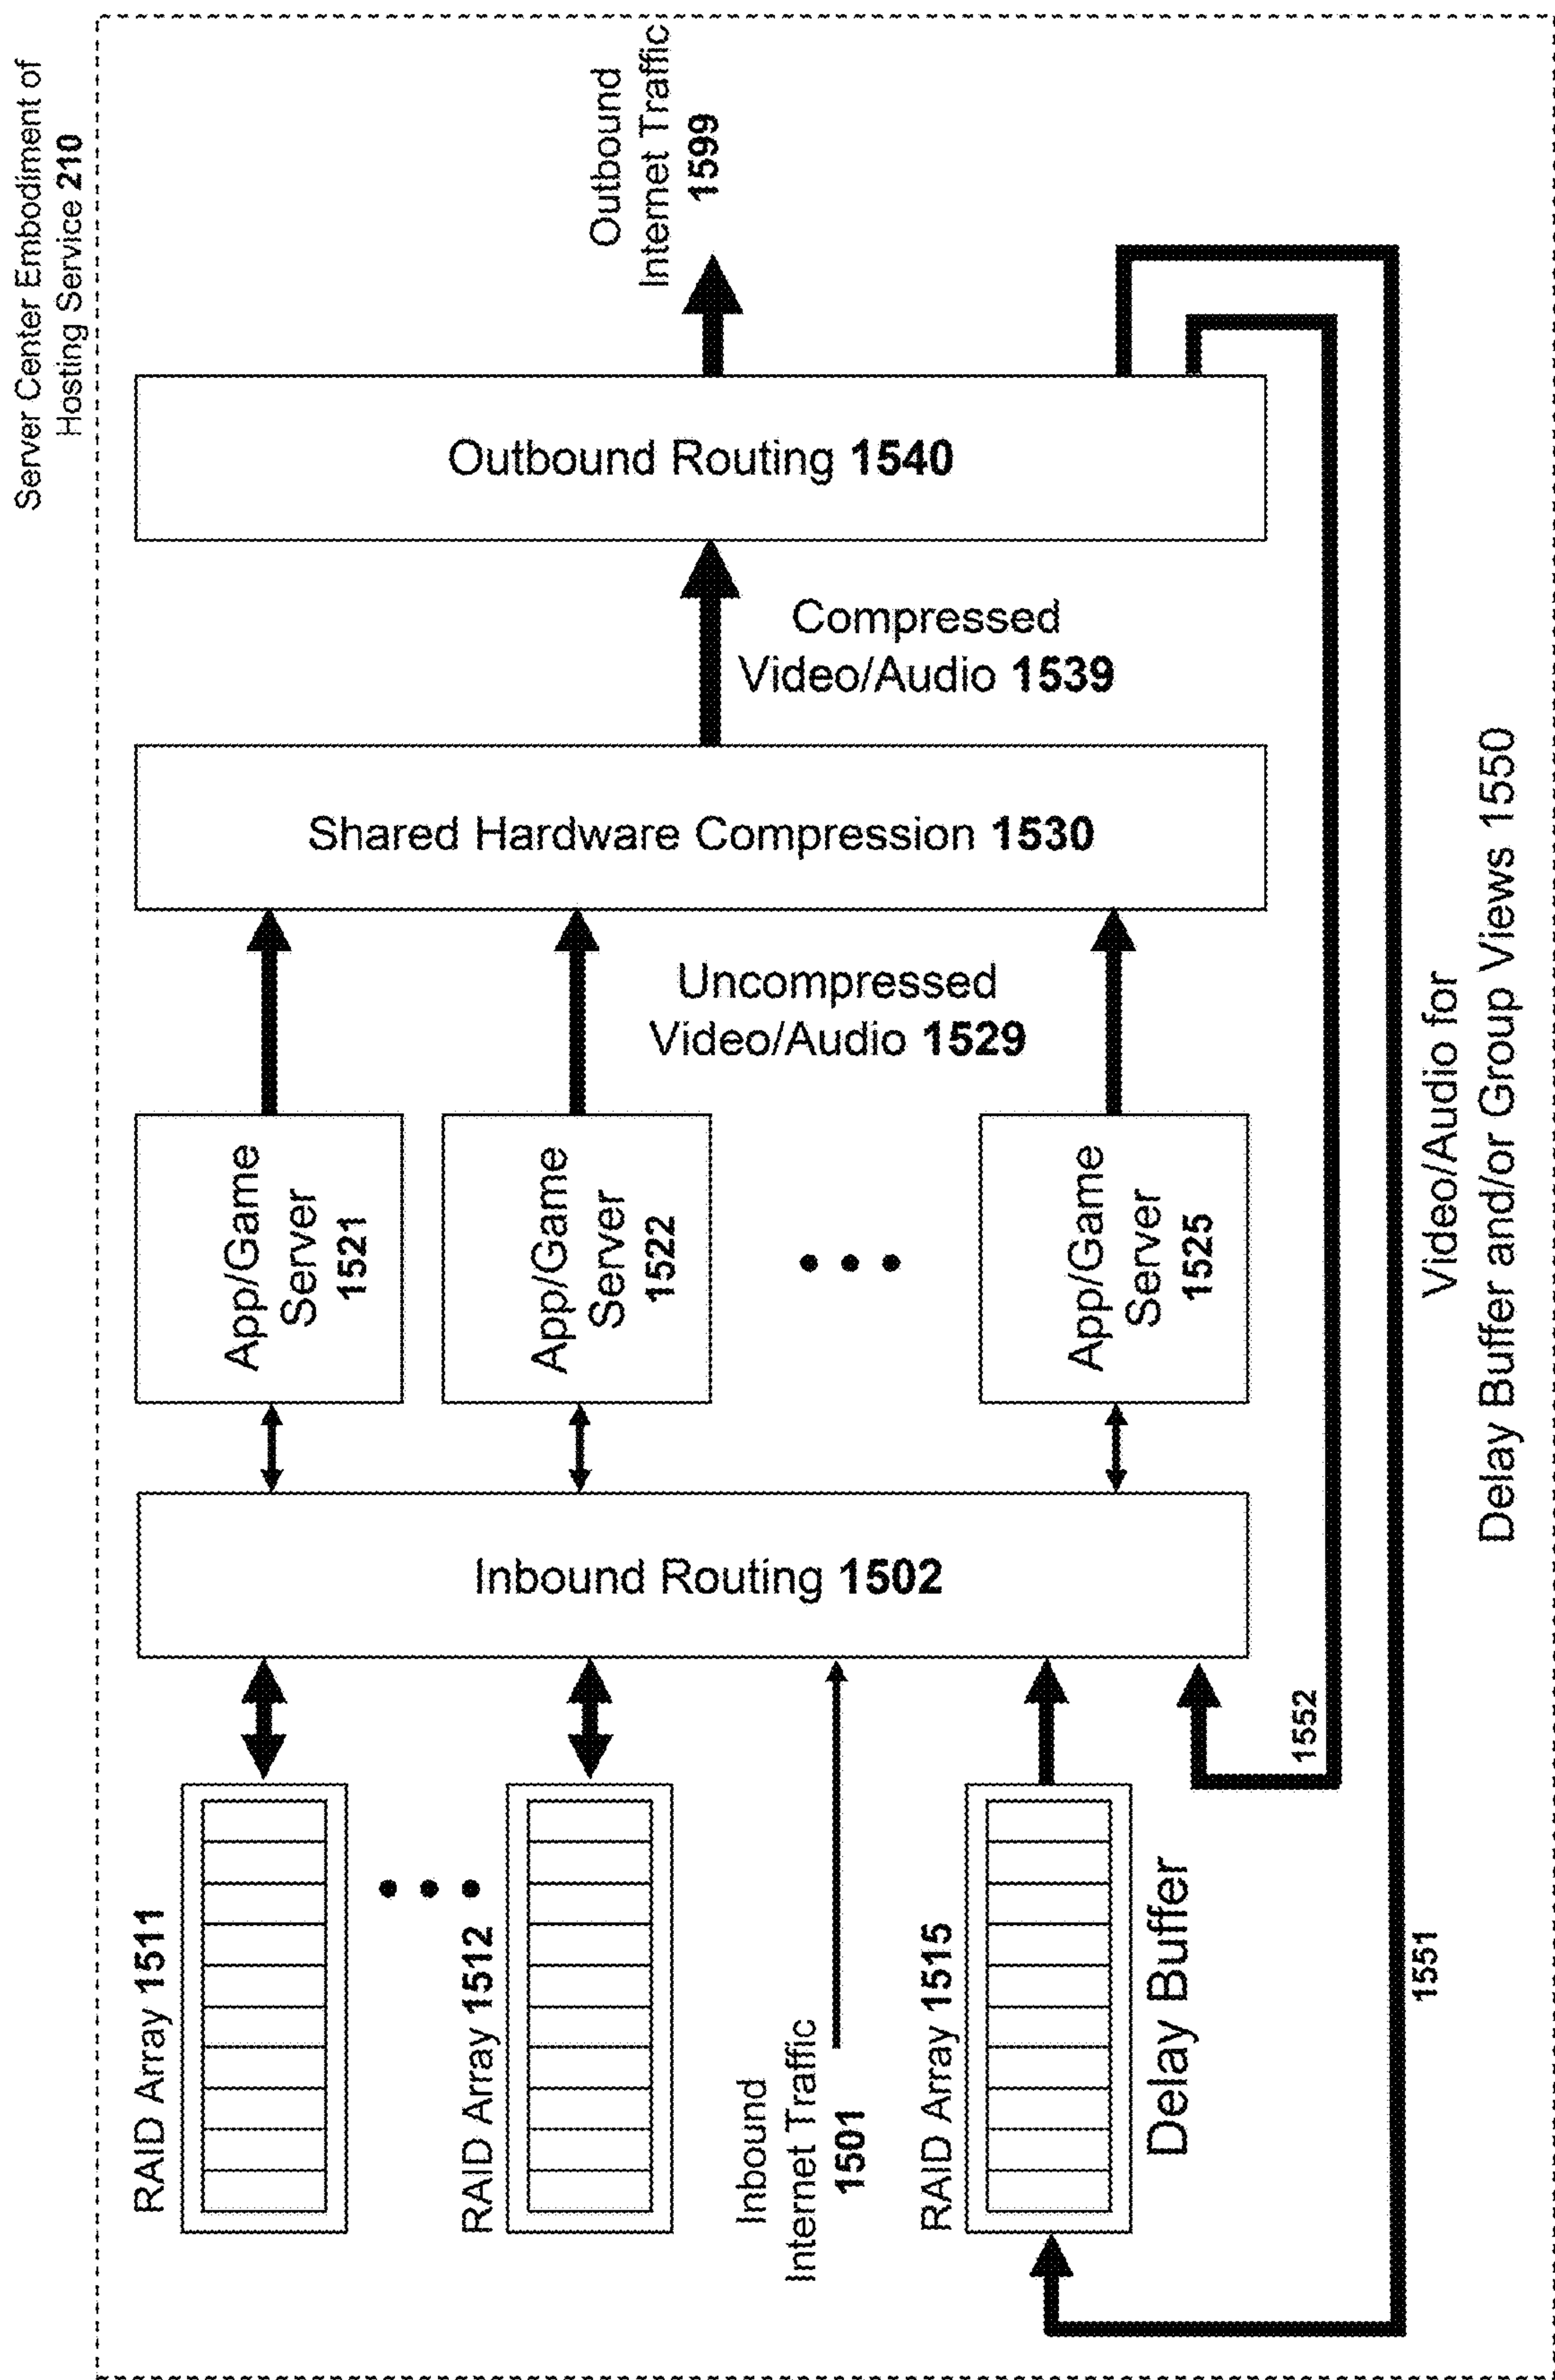 Server Center Embodiment of
Hosting Service 210
RAID Array 1511
RAID Array 1512
Inbound
Internet Traffic
1501
RAID Array 1515
Delay Buffer
Inbound Routing 1502
App/Game
Server
1521
App/Game
Server
1522
App/Game
Server
1525
Uncompressed
Video/Audio 1529
Shared Hardware Compression 1530
Compressed
Video/Audio 1539
Outbound Routing 1540
Outbound
Internet Traffic
1599
1552
1551
Video/Audio for
Delay Buffer and/or Group Views 1550